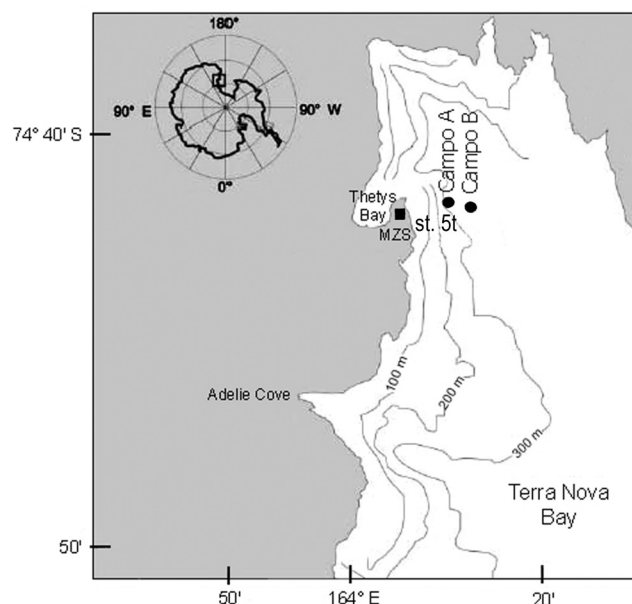 180°
90° E
90° W
0°
74° 40' S
Campo A
Campo B
Thetys
Bay
MZS
st. 5t
100 m
200 m
300 m
Adelie Cove
Terra Nova
Bay
50'
50'
164° E
20'